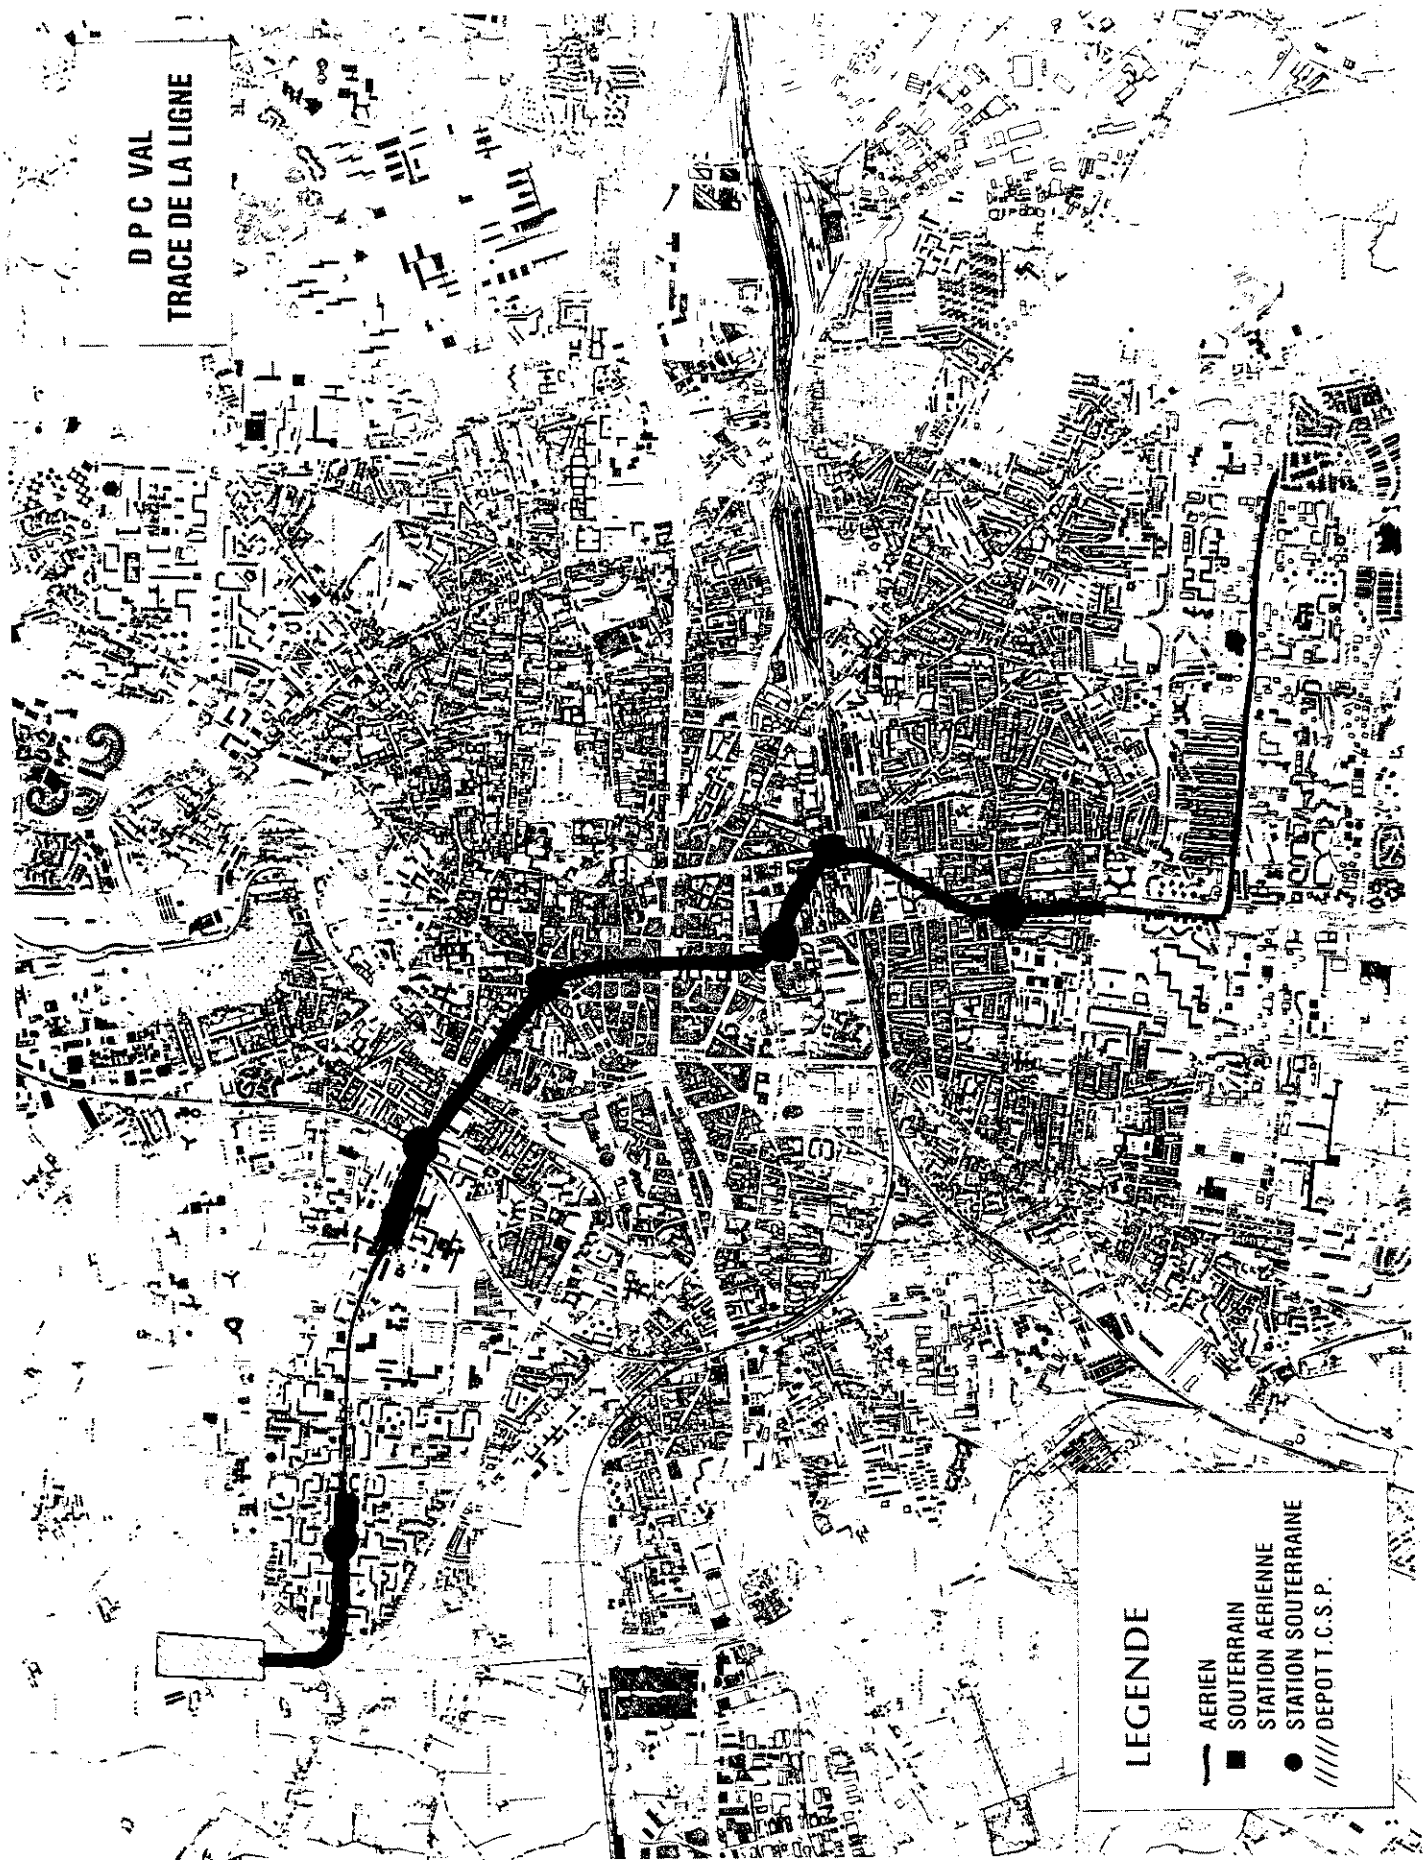 D P C VAL
TRACE DE LA LIGNE
LEGENDE
AERIEN
SOUTERRAIN
STATION AERIENNE
STATION SOUTERRAINE
///// DEPOT T.C.S.P.